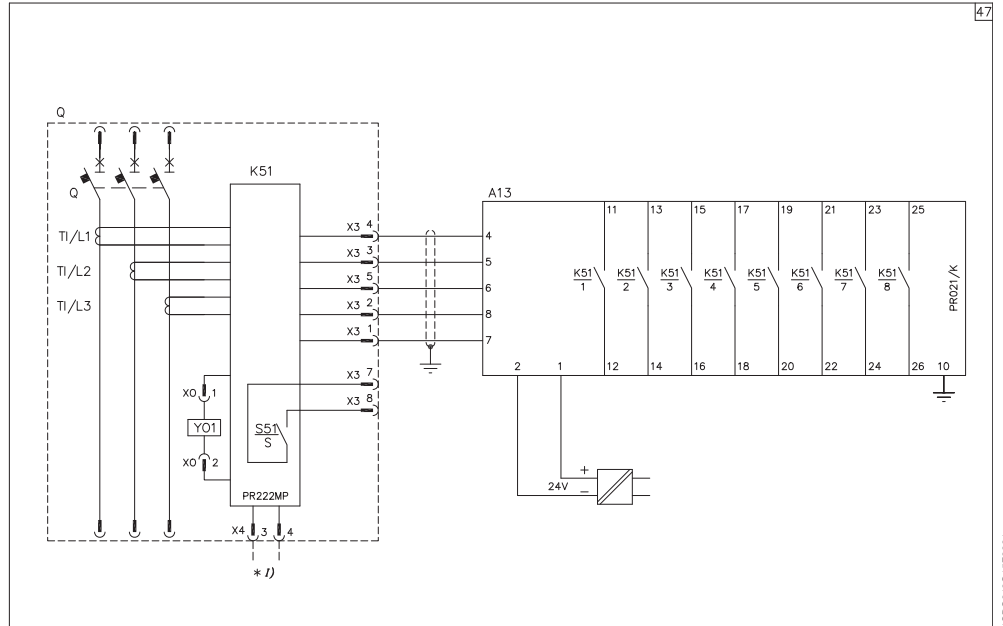 47
Q
K51
A13
Q
11 13 15 17 19 21 23 25
TI/L1
X3 4
4
X3 3
5
TI/L2
X3 5
6
K51 K51 K51 K51 K51 K51 K51 K51
1 2 3 4 5 6 7 8
PR021/K
TI/L3
X3 2
8
X3 1
7
2 1 12 14 16 18 20 22 24 26 10
X3 7
XO 1
X3 8
Y01
S51
S
XO 2
+
24V
−
PR222MP
X4 3 4
* 1)